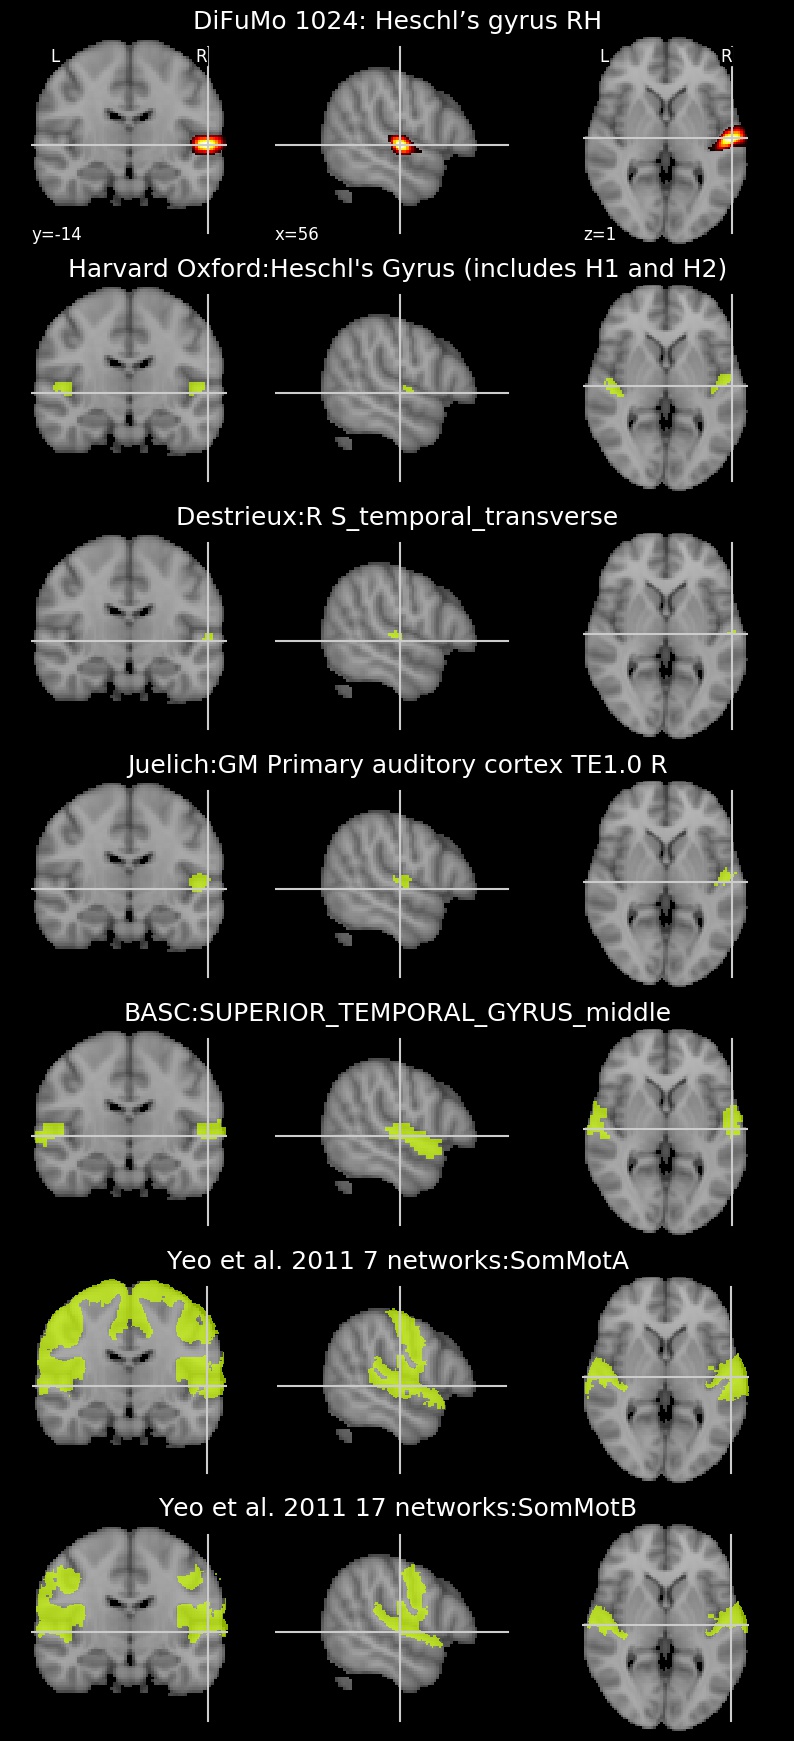 DiFuMo 1024: Heschl’s gyrus RH
L R L R
y=-14 x=56 z=1
Harvard Oxford:Heschl's Gyrus (includes H1 and H2)
Destrieux:R S_temporal_transverse
Juelich:GM Primary auditory cortex TE1.0 R
BASC:SUPERIOR_TEMPORAL_GYRUS_middle
Yeo et al. 2011 7 networks:SomMotA
Yeo et al. 2011 17 networks:SomMotB